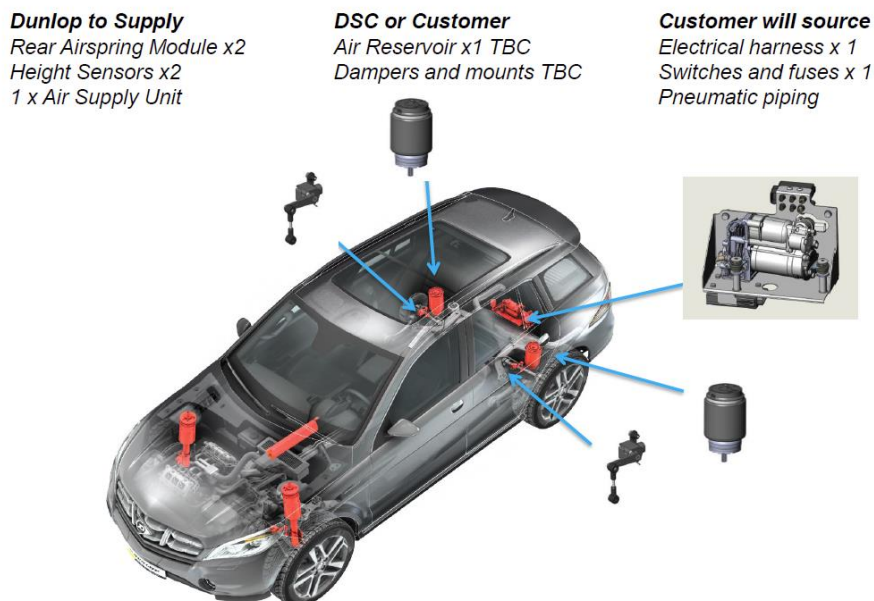 Dunlop to Supply
Rear Airspring Module x2
Height Sensors x2
1 x Air Supply Unit
DSC or Customer
Air Reservoir x1 TBC
Dampers and mounts TBC
Customer will source
Electrical harness x 1
Switches and fuses x 1
Pneumatic piping